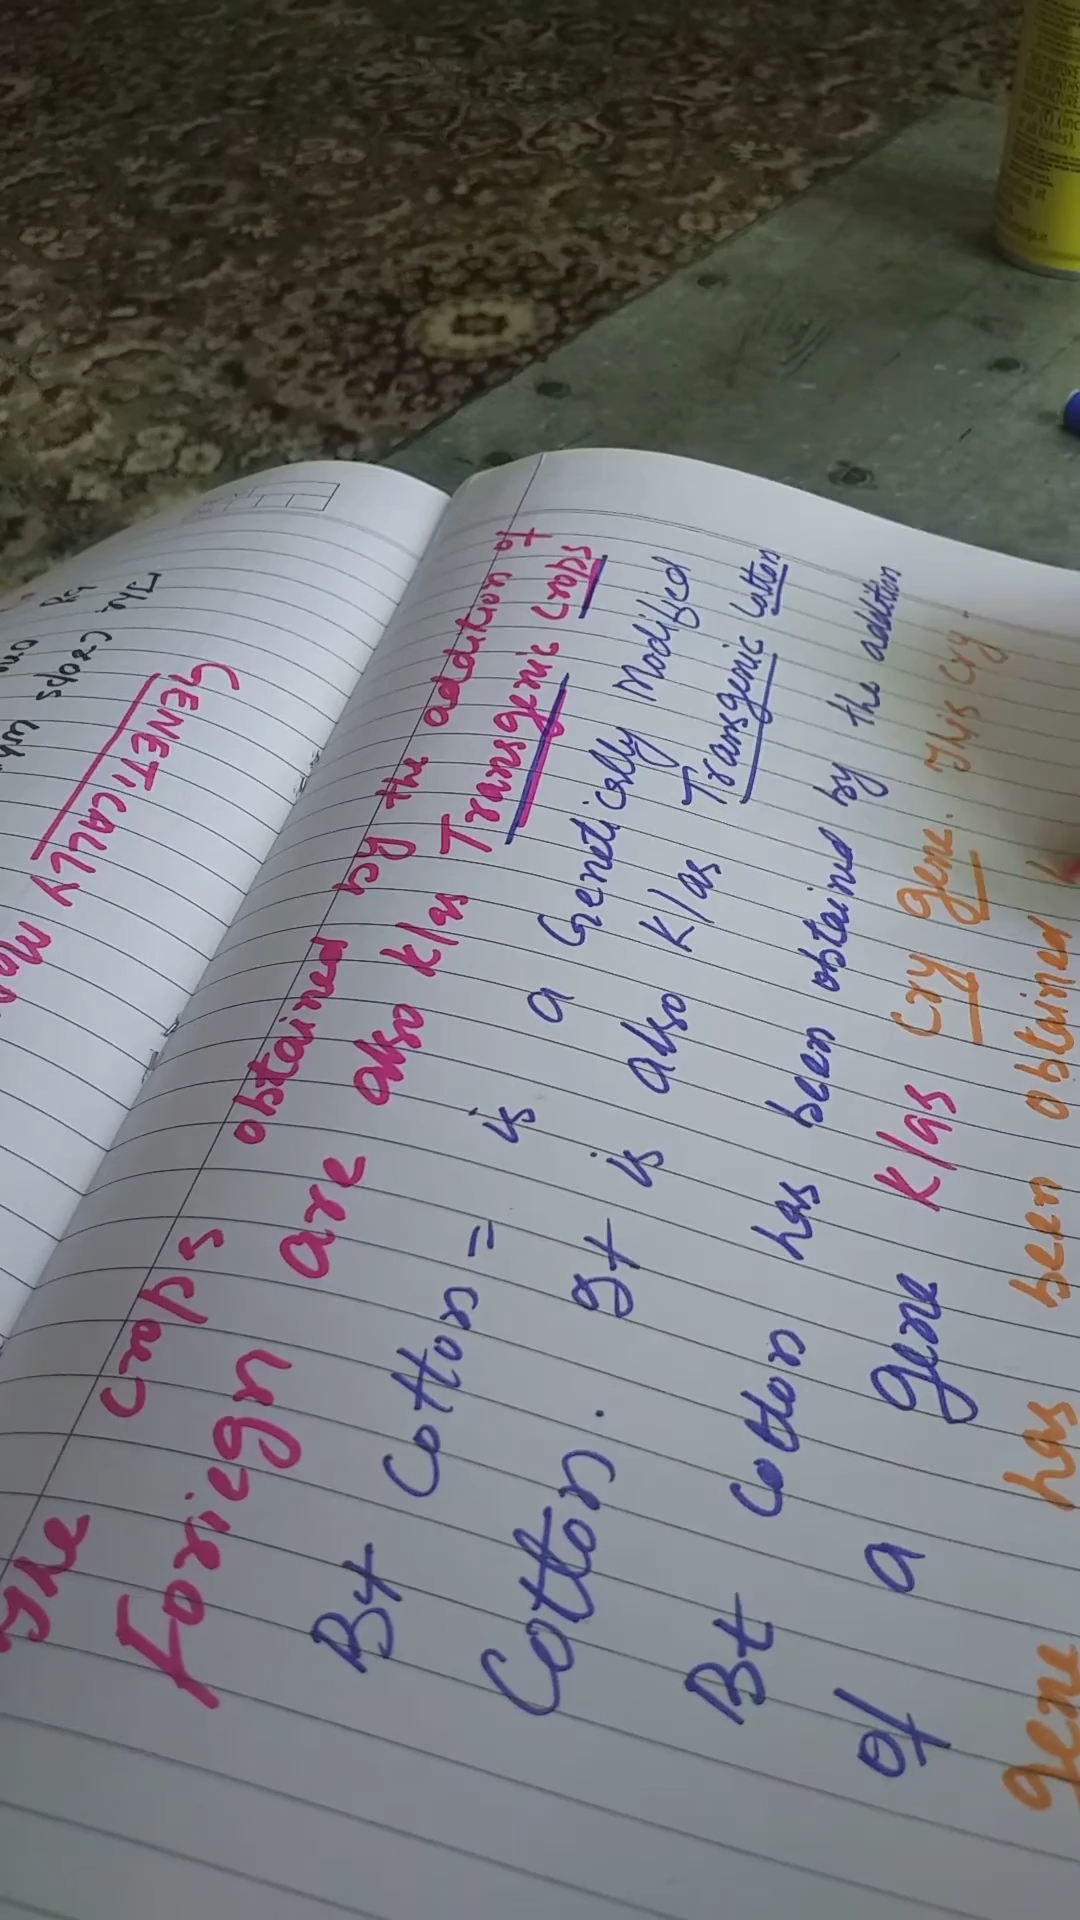 GENETICALLY
The crops
by
The crops obtained by the addition of
Foriegn are also K/as Transgenic Crops
Bt Cotton = is a Genetically Modified
Cotton. It is also K/as Transgenic Cotton
Bt Cotton has been obtained by the addition
of a gene K/as Cry gene. This cry
gene has been obtained